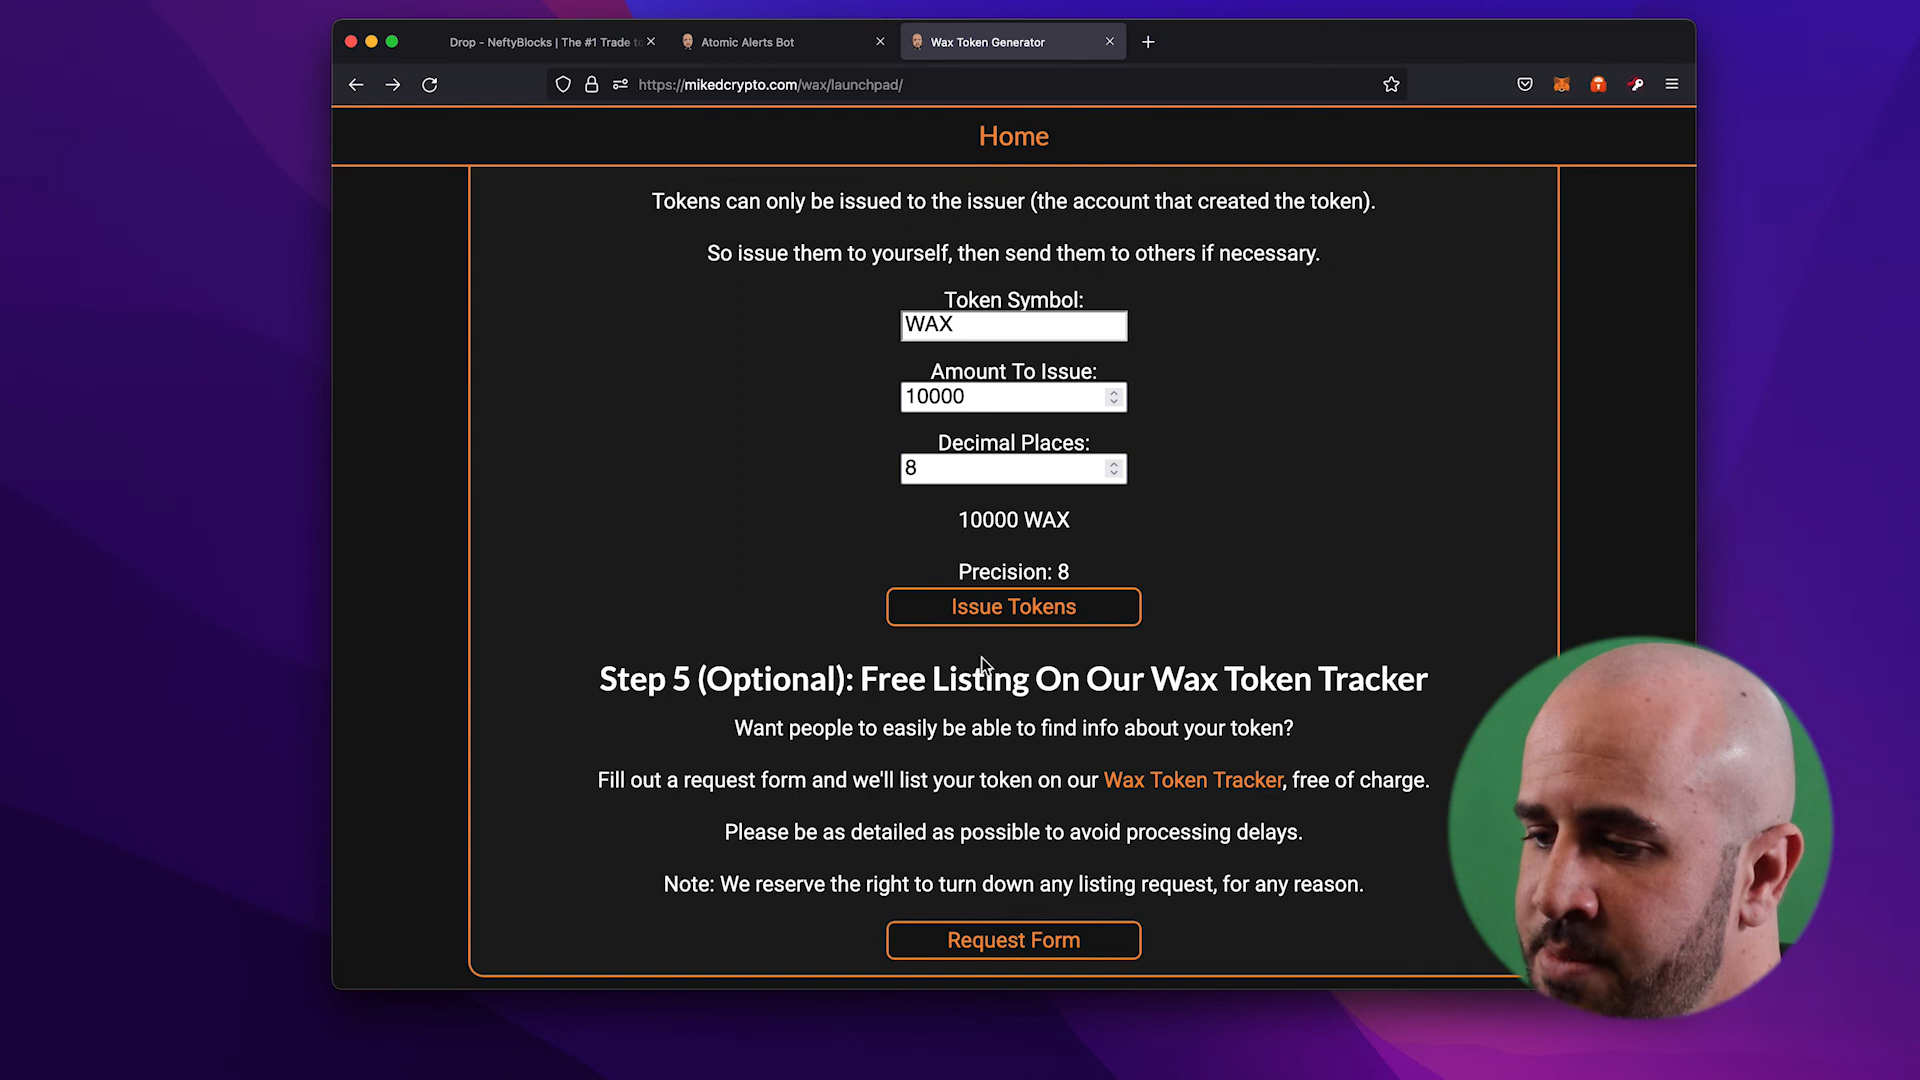 Drop - NeftyBlocks | The #1 Trade to
Atomic Alerts Bot
Wax Token Generator
https://mikedcrypto.com/wax/launchpad/
Home
Tokens can only be issued to the issuer (the account that created the token).
So issue them to yourself, then send them to others if necessary.
Token Symbol:
WAX
Amount To Issue:
10000
Decimal Places:
8
10000 WAX
Precision: 8
Issue Tokens
Step 5 (Optional): Free Listing On Our Wax Token Tracker
Want people to easily be able to find info about your token?
Fill out a request form and we'll list your token on our Wax Token Tracker, free of charge.
Please be as detailed as possible to avoid processing delays.
Note: We reserve the right to turn down any listing request, for any reason.
Request Form